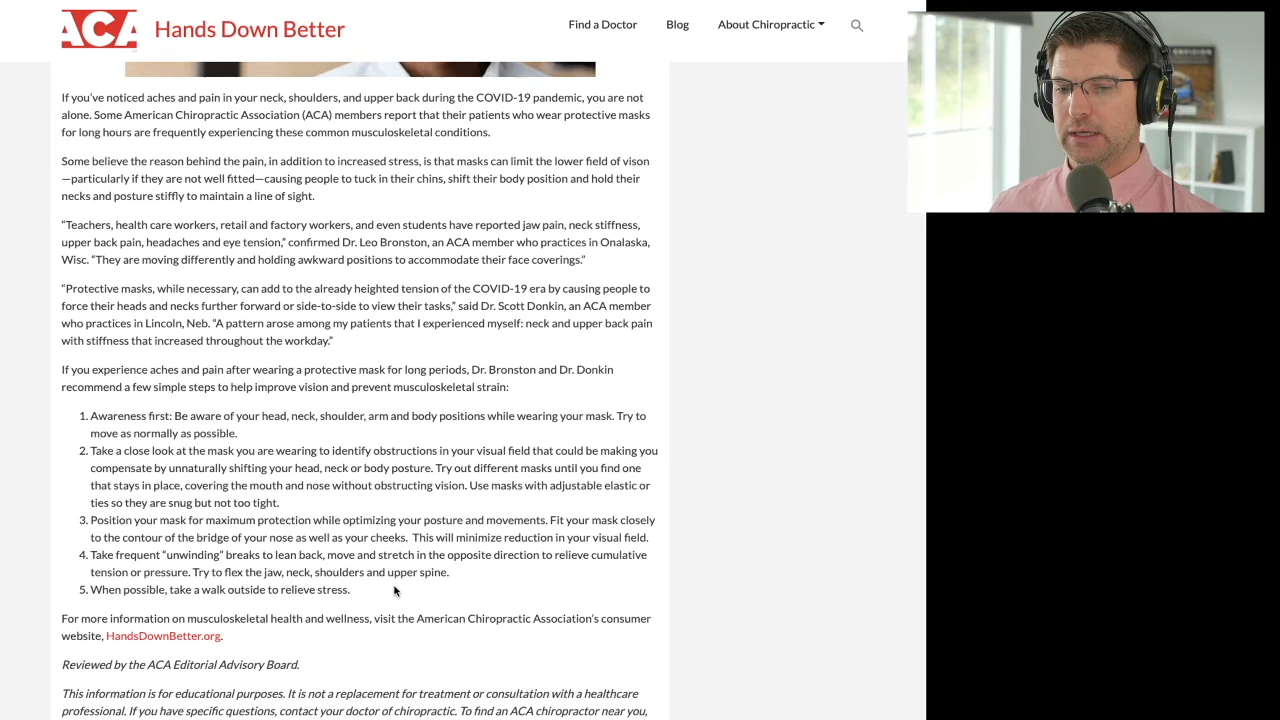 ACA Hands Down Better
Find a Doctor
Blog
About Chiropractic
If you've noticed aches and pain in your neck, shoulders, and upper back during the COVID-19 pandemic, you are not
alone. Some American Chiropractic Association (ACA) members report that their patients who wear protective masks
for long hours are frequently experiencing these common musculoskeletal conditions.
Some believe the reason behind the pain, in addition to increased stress, is that masks can limit the lower field of vison
—particularly if they are not well fitted—causing people to tuck in their chins, shift their body position and hold their
necks and posture stiffly to maintain a line of sight.
“Teachers, health care workers, retail and factory workers, and even students have reported jaw pain, neck stiffness,
upper back pain, headaches and eye tension,” confirmed Dr. Leo Bronston, an ACA member who practices in Onalaska,
Wisc. “They are moving differently and holding awkward positions to accommodate their face coverings.”
“Protective masks, while necessary, can add to the already heighted tension of the COVID-19 era by causing people to
force their heads and necks further forward or side-to-side to view their tasks,” said Dr. Scott Donkin, an ACA member
who practices in Lincoln, Neb. “A pattern arose among my patients that I experienced myself: neck and upper back pain
with stiffness that increased throughout the workday.”
If you experience aches and pain after wearing a protective mask for long periods, Dr. Bronston and Dr. Donkin
recommend a few simple steps to help improve vision and prevent musculoskeletal strain:
1. Awareness first: Be aware of your head, neck, shoulder, arm and body positions while wearing your mask. Try to
move as normally as possible.
2. Take a close look at the mask you are wearing to identify obstructions in your visual field that could be making you
compensate by unnaturally shifting your head, neck or body posture. Try out different masks until you find one
that stays in place, covering the mouth and nose without obstructing vision. Use masks with adjustable elastic or
ties so they are snug but not too tight.
3. Position your mask for maximum protection while optimizing your posture and movements. Fit your mask closely
to the contour of the bridge of your nose as well as your cheeks. This will minimize reduction in your visual field.
4. Take frequent “unwinding” breaks to lean back, move and stretch in the opposite direction to relieve cumulative
tension or pressure. Try to flex the jaw, neck, shoulders and upper spine.
5. When possible, take a walk outside to relieve stress.
For more information on musculoskeletal health and wellness, visit the American Chiropractic Association's consumer
website, HandsDownBetter.org.
Reviewed by the ACA Editorial Advisory Board.
This information is for educational purposes. It is not a replacement for treatment or consultation with a healthcare
professional. If you have specific questions, contact your doctor of chiropractic. To find an ACA chiropractor near you,